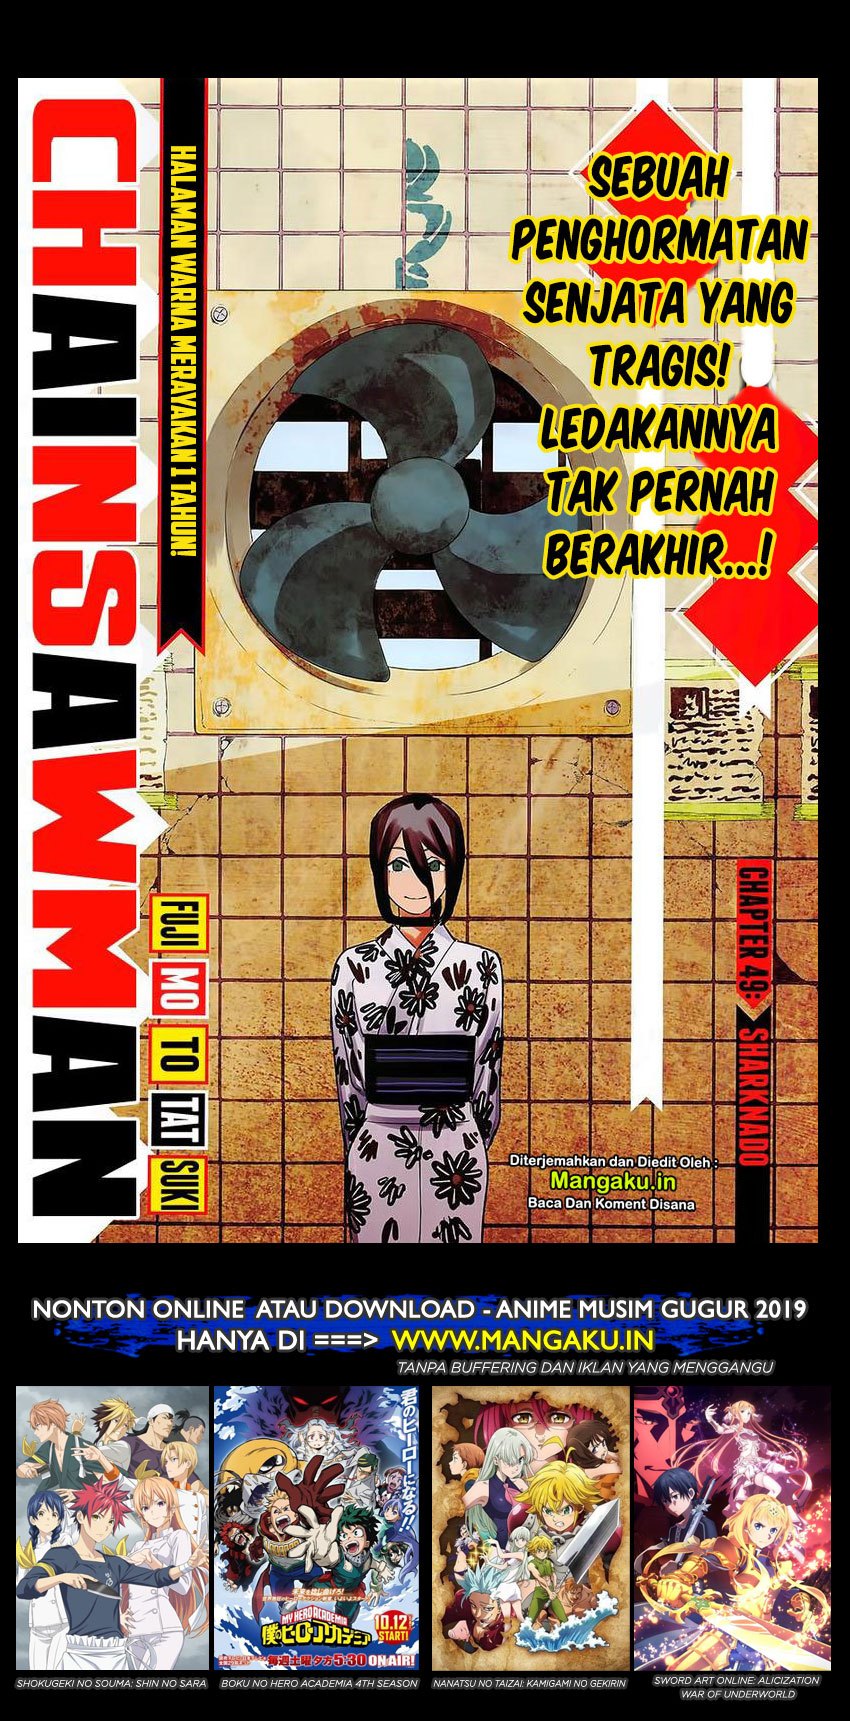 CHAINSAWMAN
HALAMAN WARNA MERAYAKAN 1 TAHUN!
SEBUAH
PENGHORMATAN
SENJATA YANG
TRAGIS!
LEDAKANNYA
TAK PERNAH
BERAKHIR...!
FUJI
MO
TO
TAT
SUKI
CHAPTER 49: SHARKNADO
Diterjemahkan dan Diedit Oleh :
Mangaku.in
Baca Dan Koment Disana
NONTON ONLINE ATAU DOWNLOAD - ANIME MUSIM GUGUR 2019
HANYA DI ===> WWW.MANGAKU.IN
TANPA BUFFERING DAN IKLAN YANG MENGGANGU
君のヒーローになる!!
MY HERO ACADEMIA
僕のヒーローアカデミア
10.12 START!
毎週土曜 夕方5:30 ON AIR!
SHOKUGEKI NO SOUMA: SHIN NO SARA
BOKU NO HERO ACADEMIA 4TH SEASON
NANATSU NO TAIZAI: KAMIGAMI NO GEKIRIN
SWORD ART ONLINE: ALICIZATION
WAR OF UNDERWORLD